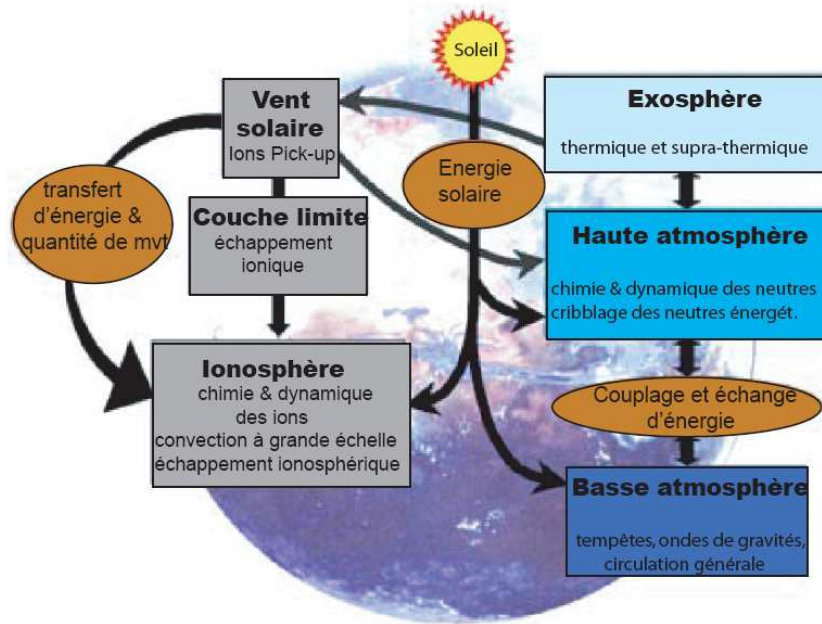 Soleil
Vent
solaire
Ions Pick-up
Exosphère
thermique et supra-thermique
Energie
solaire
transfert
d'énergie &
quantité de mvt
Couche limite
échappement
ionique
Haute atmosphère
chimie & dynamique des neutres
cribblage des neutres énergét.
Ionosphère
chimie & dynamique
des ions
convection à grande échelle
échappement ionosphérique
Couplage et échange
d'énergie
Basse atmosphère
tempêtes, ondes de gravités,
circulation générale